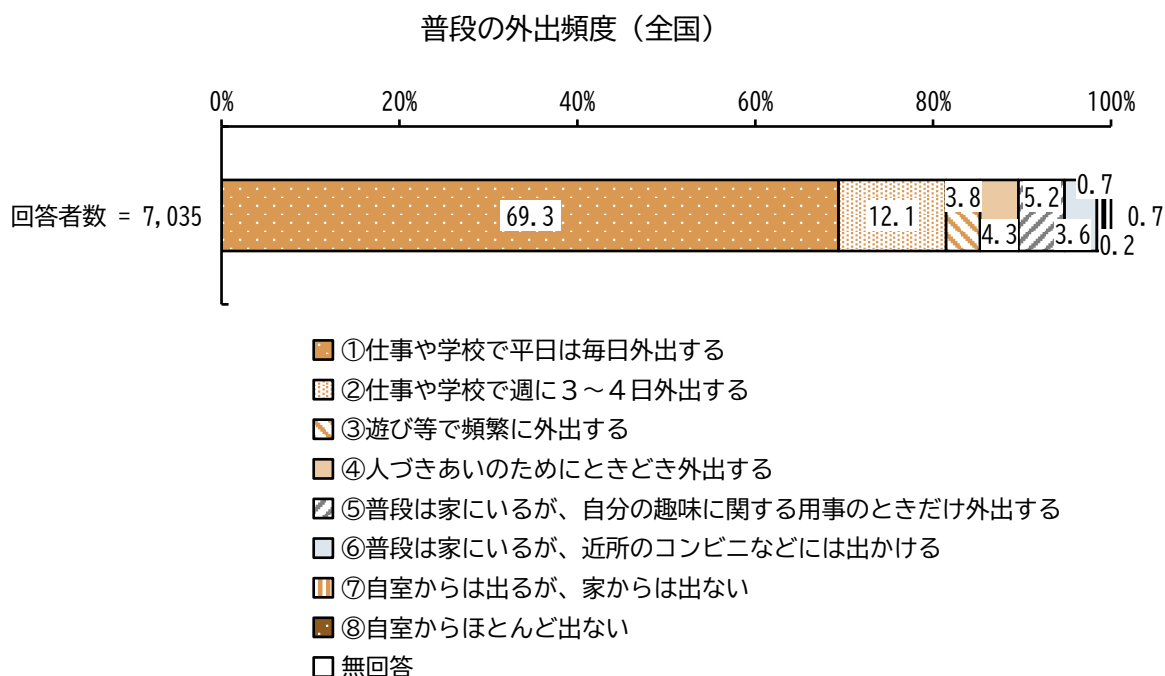 普段の外出頻度（全国）
0% 20% 40% 60% 80% 100%
回答者数 = 7,035
69.3 12.1 3.8 4.3 5.2 3.6 0.7 0.2 0.7
①仕事や学校で平日は毎日外出する
②仕事や学校で週に３～４日外出する
③遊び等で頻繁に外出する
④人づきあいのためにときどき外出する
⑤普段は家にいるが、自分の趣味に関する用事のときだけ外出する
⑥普段は家にいるが、近所のコンビニなどには出かける
⑦自室からは出るが、家からは出ない
⑧自室からほとんど出ない
無回答